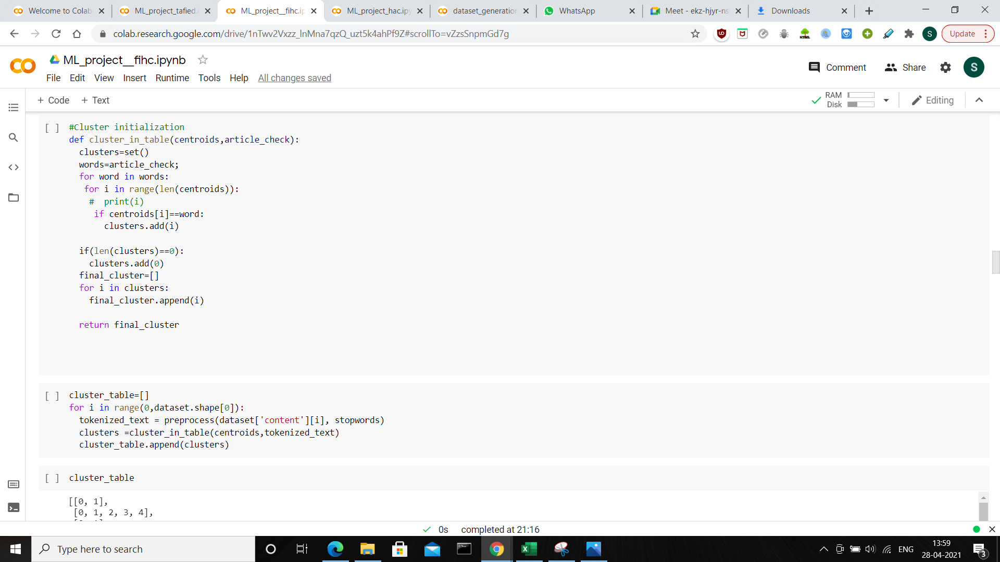 Welcome to Colab
ML_project_tafied.i
ML_project__fihc.ip
ML_project_hac.ipy
dataset_generation
WhatsApp
Meet - ekz-hjyr-ns
Downloads
colab.research.google.com/drive/1nTwv2Vxzz_lnMna7qzQ_uzt5k4ahPf9Z#scrollTo=vZzsSnpmGd7g
HTML
S
Update
ML_project__fihc.ipynb
Comment
Share
S
File Edit View Insert Runtime Tools Help All changes saved
+ Code + Text
RAM
Disk
Editing
[ ] #Cluster initialization
def cluster_in_table(centroids,article_check):
  clusters=set()
  words=article_check;
  for word in words:
   for i in range(len(centroids)):
    #  print(i)
     if centroids[i]==word:
       clusters.add(i)
  if(len(clusters)==0):
    clusters.add(0)
  final_cluster=[]
  for i in clusters:
    final_cluster.append(i)
  return final_cluster
[ ] cluster_table=[]
for i in range(0,dataset.shape[0]):
  tokenized_text = preprocess(dataset['content'][i], stopwords)
  clusters =cluster_in_table(centroids,tokenized_text)
  cluster_table.append(clusters)
[ ] cluster_table
[[0, 1],
 [0, 1, 2, 3, 4],
0s completed at 21:16
Type here to search
ENG
13:59
28-04-2021
3